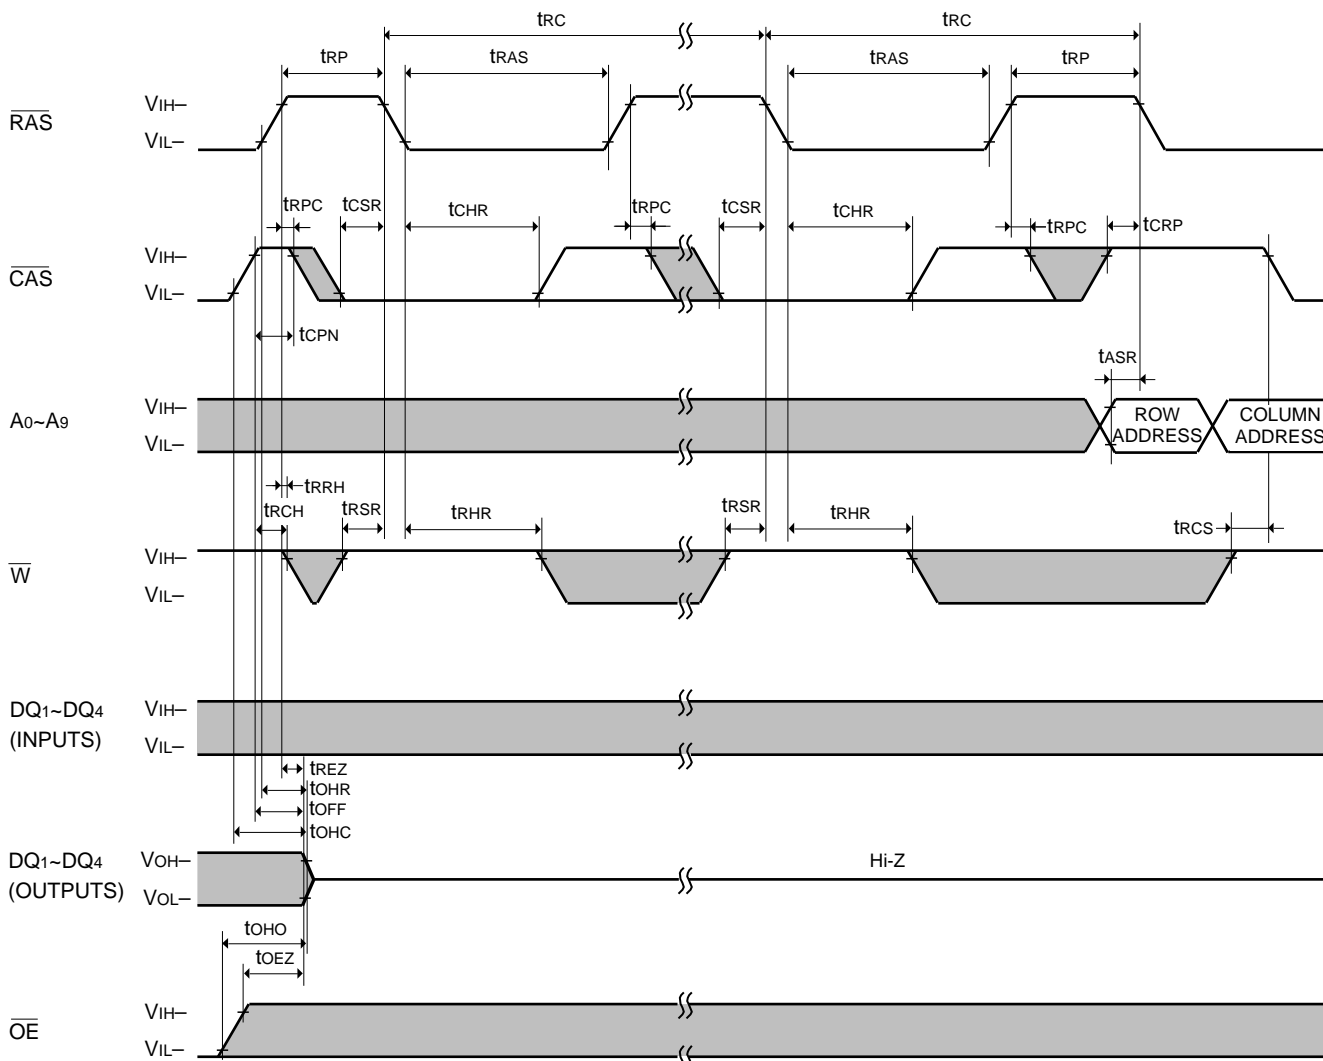 tRC tRC
tRP tRAS tRAS tRP
RAS VIH–
VIL–
tRPC tCSR tCHR tRPC tCSR tCHR tRPC tCRP
CAS VIH–
VIL–
tCPN
tASR
A0~A9 VIH–
VIL–
ROW ADDRESS
COLUMN ADDRESS
tRRH
tRCH tRSR tRHR tRSR tRHR tRCS
W VIH–
VIL–
DQ1~DQ4 (INPUTS) VIH–
VIL–
tREZ
tOHR
tOFF
tOHC
DQ1~DQ4 (OUTPUTS) VOH–
VOL–
Hi-Z
tOHO
tOEZ
OE VIH–
VIL–